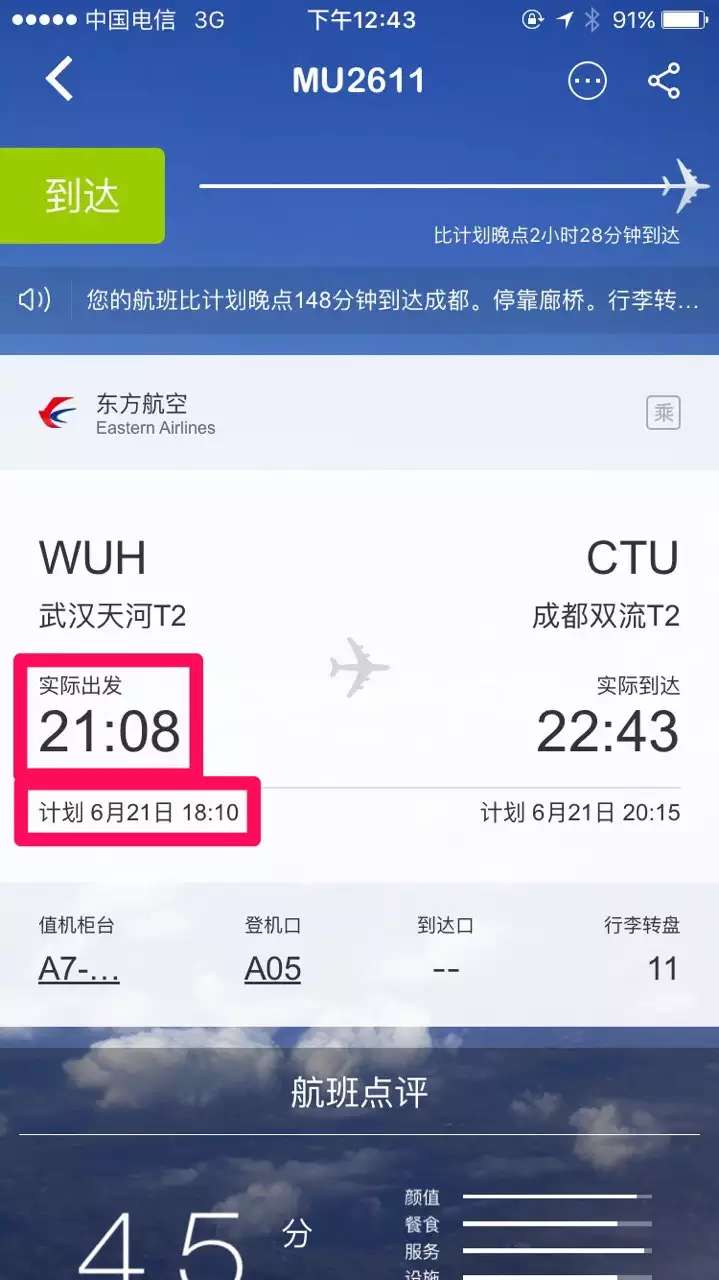 中国电信 3G 下午12:43 91%
MU2611
到达
比计划晚点2小时28分钟到达
您的航班比计划晚点148分钟到达成都。停靠廊桥。行李转...
东方航空
Eastern Airlines
乘
WUH CTU
武汉天河T2 成都双流T2
实际出发 实际到达
21:08 22:43
计划 6月21日 18:10 计划 6月21日 20:15
值机柜台 登机口 到达口 行李转盘
A7-... A05 -- 11
航班点评
颜值
餐食
4.5 分
服务
设施